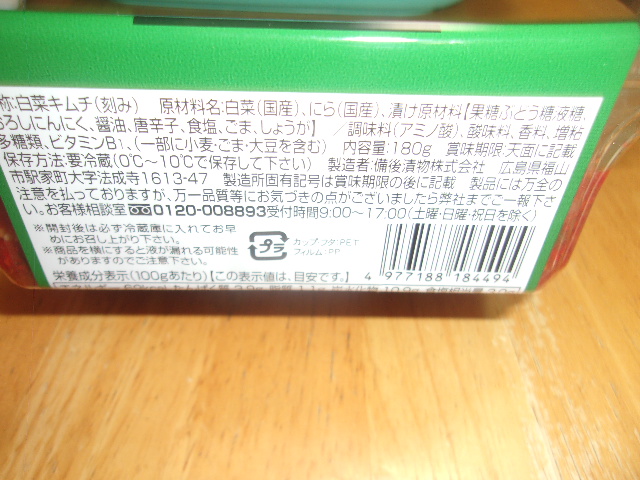 称:白菜キムチ(刻み) 原材料名:白菜(国産)、にら(国産)、漬け原材料【果糖ぶどう糖液糖、
おろしにんにく、醤油、唐辛子、食塩、ごま、しょうが】/調味料(アミノ酸)、酸味料、香料、増粘
多糖類、ビタミンB1、(一部に小麦・ごま・大豆を含む) 内容量:180g 賞味期限:天面に記載
保存方法:要冷蔵(0℃〜10℃で保存して下さい) 製造者:備後漬物株式会社 広島県福山
市駅家町大字法成寺1613-47 製造所固有記号は賞味期限の後に記載 製品には万全の
注意を払っておりますが、万一品質等にお気づきの点がございましたら弊社までご一報下さ
い。お客様相談室 0120-008893受付時間9:00〜17:00(土曜・日曜・祝日を除く)
※開封後は必ず冷蔵庫に入れてお早
めにお召し上がり下さい。
※商品を横にすると液が漏れる可能性
がありますのでご注意下さい。
プラ
カップ,フタ:PET
フィルム:PP
4 977188 184494
栄養成分表示(100gあたり)【この表示値は、目安です。】